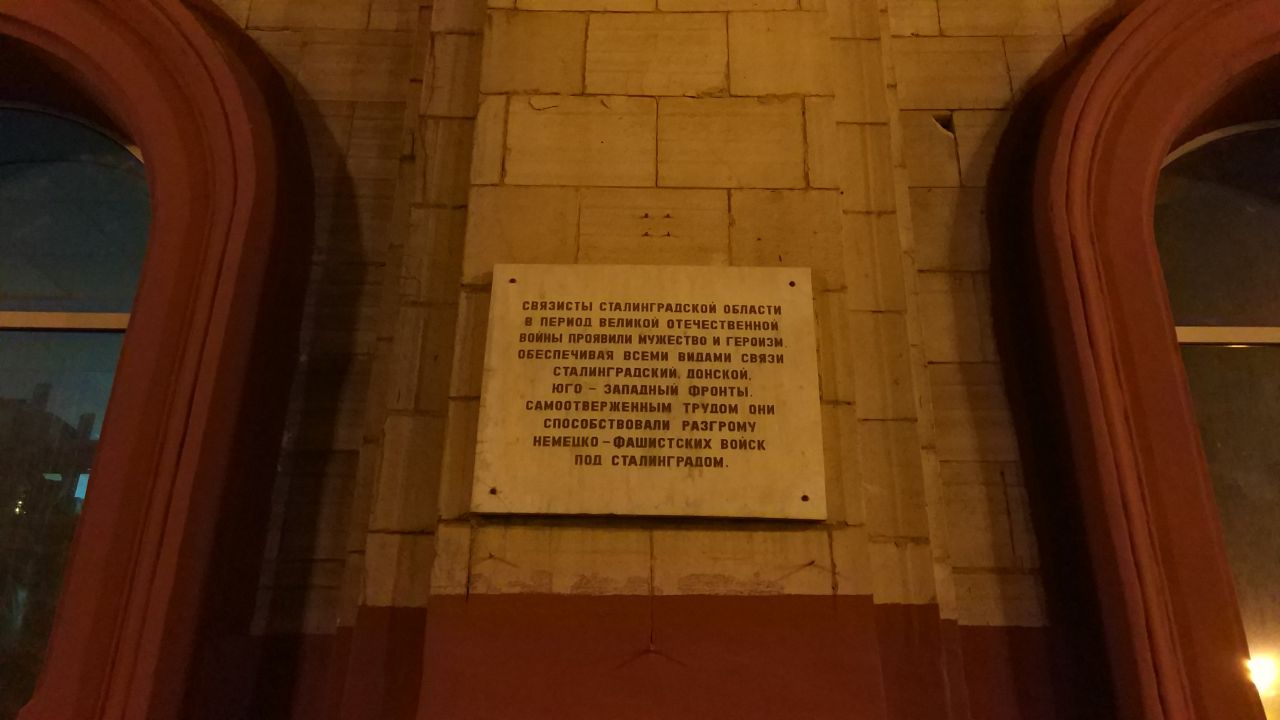 СВЯЗИСТЫ СТАЛИНГРАДСКОЙ ОБЛАСТИ
В ПЕРИОД ВЕЛИКОЙ ОТЕЧЕСТВЕННОЙ
ВОЙНЫ ПРОЯВИЛИ МУЖЕСТВО И ГЕРОИЗМ.
ОБЕСПЕЧИВАЯ ВСЕМИ ВИДАМИ СВЯЗИ
СТАЛИНГРАДСКИЙ, ДОНСКОЙ,
ЮГО - ЗАПАДНЫЙ ФРОНТЫ.
САМООТВЕРЖЕННЫМ ТРУДОМ ОНИ
СПОСОБСТВОВАЛИ РАЗГРОМУ
НЕМЕЦКО - ФАШИСТСКИХ ВОЙСК
ПОД СТАЛИНГРАДОМ.